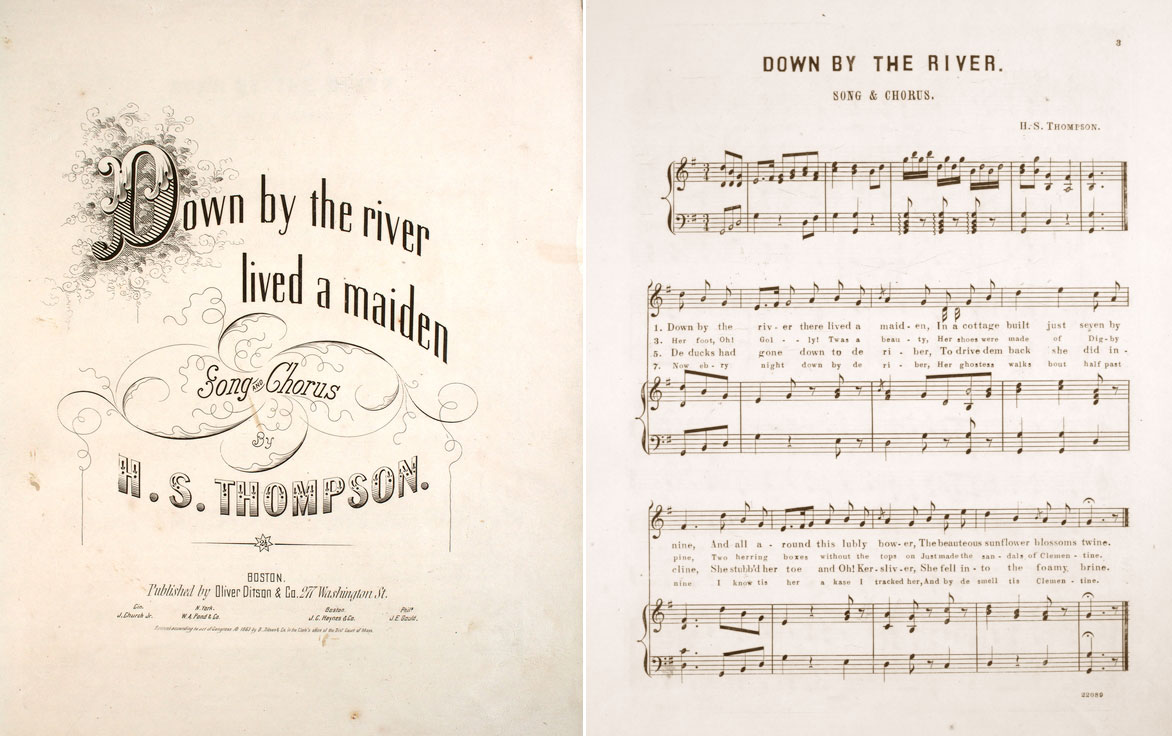 Down by the river
lived a maiden
Song AND Chorus
By
H. S. THOMPSON.
BOSTON.
Published by Oliver Ditson & Co. 277 Washington St.
Cin. N. York. Boston. Phil.ª
J. Church Jr. W. A. Pond & Co. J. C. Haynes & Co. J. E. Gould.
3
DOWN BY THE RIVER.
SONG & CHORUS.
H. S. THOMPSON.
1. Down by the riv - er there lived a maid - en, In a cottage built just seven by
3. Her foot, Oh! Gol - - ly! Twas a beau - ty, Her shoes were made of Dig - by
5. De ducks had gone down to de ri - ber, To drive dem back she did in -
7. Now eb - ry night down by de ri - ber, Her ghostess walks bout half past
nine, And all a - round this lubly bow - er, The beauteous sunflower blossoms twine.
pine, Two herring boxes without the tops on Just made the san - dals of Clemen - tine.
cline, She stubb'd her toe and Oh! Ker - sliv - er, She fell in - to the foamy brine.
nine I know tis her a kase I tracked her, And by de smell tis Clemen - tine.
22089